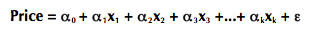 Price = α₀ + α₁x₁ + α₂x₂ + α₃x₃ +...+ αₖxₖ + ε